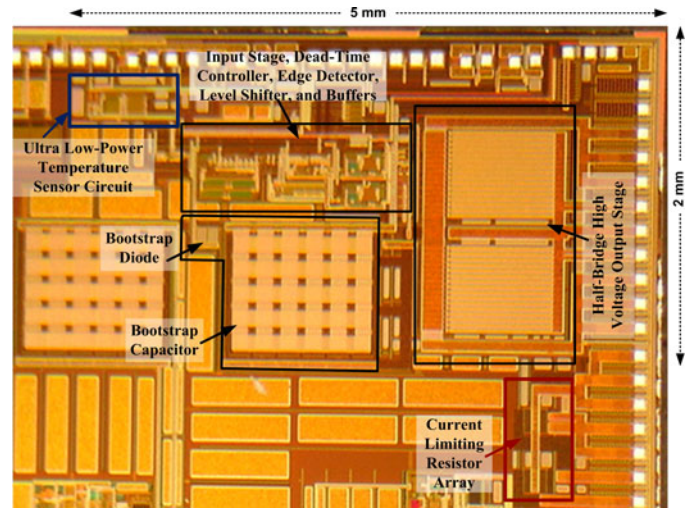 5 mm
Input Stage, Dead-Time
Controller, Edge Detector,
Level Shifter, and Buffers
2 mm
Ultra Low-Power
Temperature
Sensor Circuit
Half-Bridge High
Voltage Output Stage
Bootstrap
Diode
Bootstrap
Capacitor
Current
Limiting
Resistor
Array